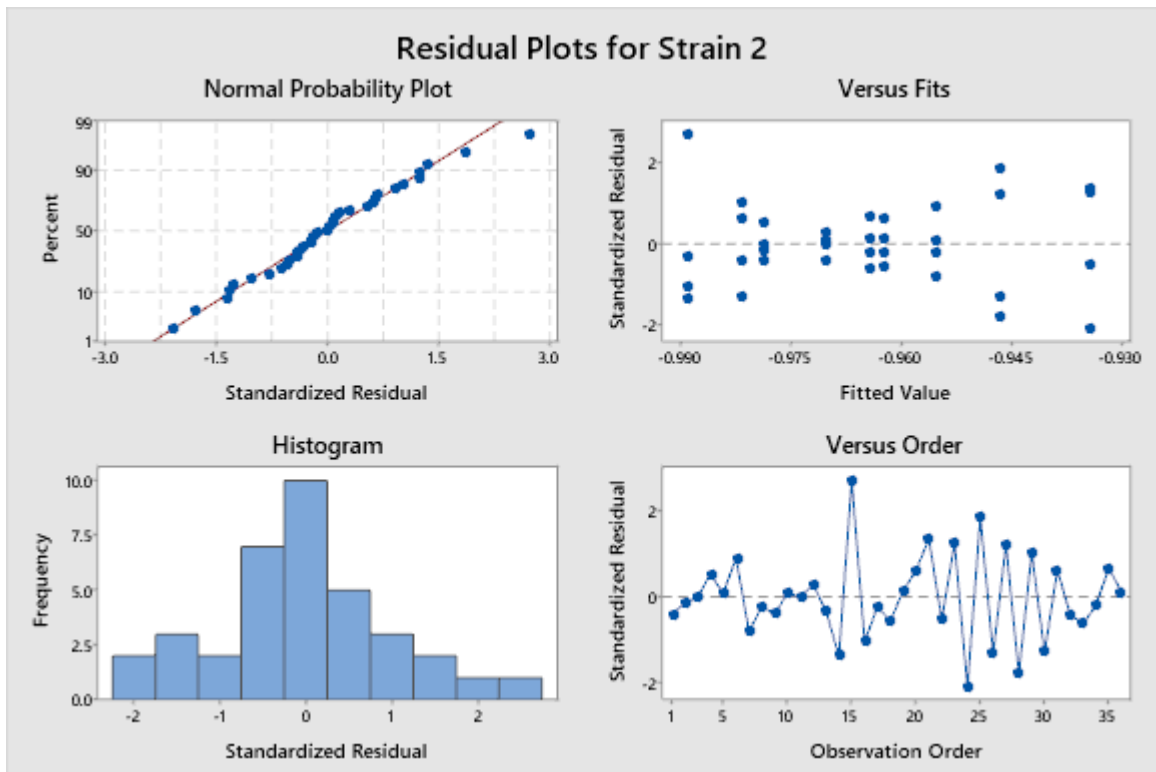 Residual Plots for Strain 2
Normal Probability Plot
99
90
50
10
1
Percent
-3.0 -1.5 0.0 1.5 3.0
Standardized Residual
Versus Fits
2
0
-2
Standardized Residual
-0.990 -0.975 -0.960 -0.945 -0.930
Fitted Value
Histogram
10.0
7.5
5.0
2.5
0.0
Frequency
-2 -1 0 1 2
Standardized Residual
Versus Order
2
0
-2
Standardized Residual
1 5 10 15 20 25 30 35
Observation Order